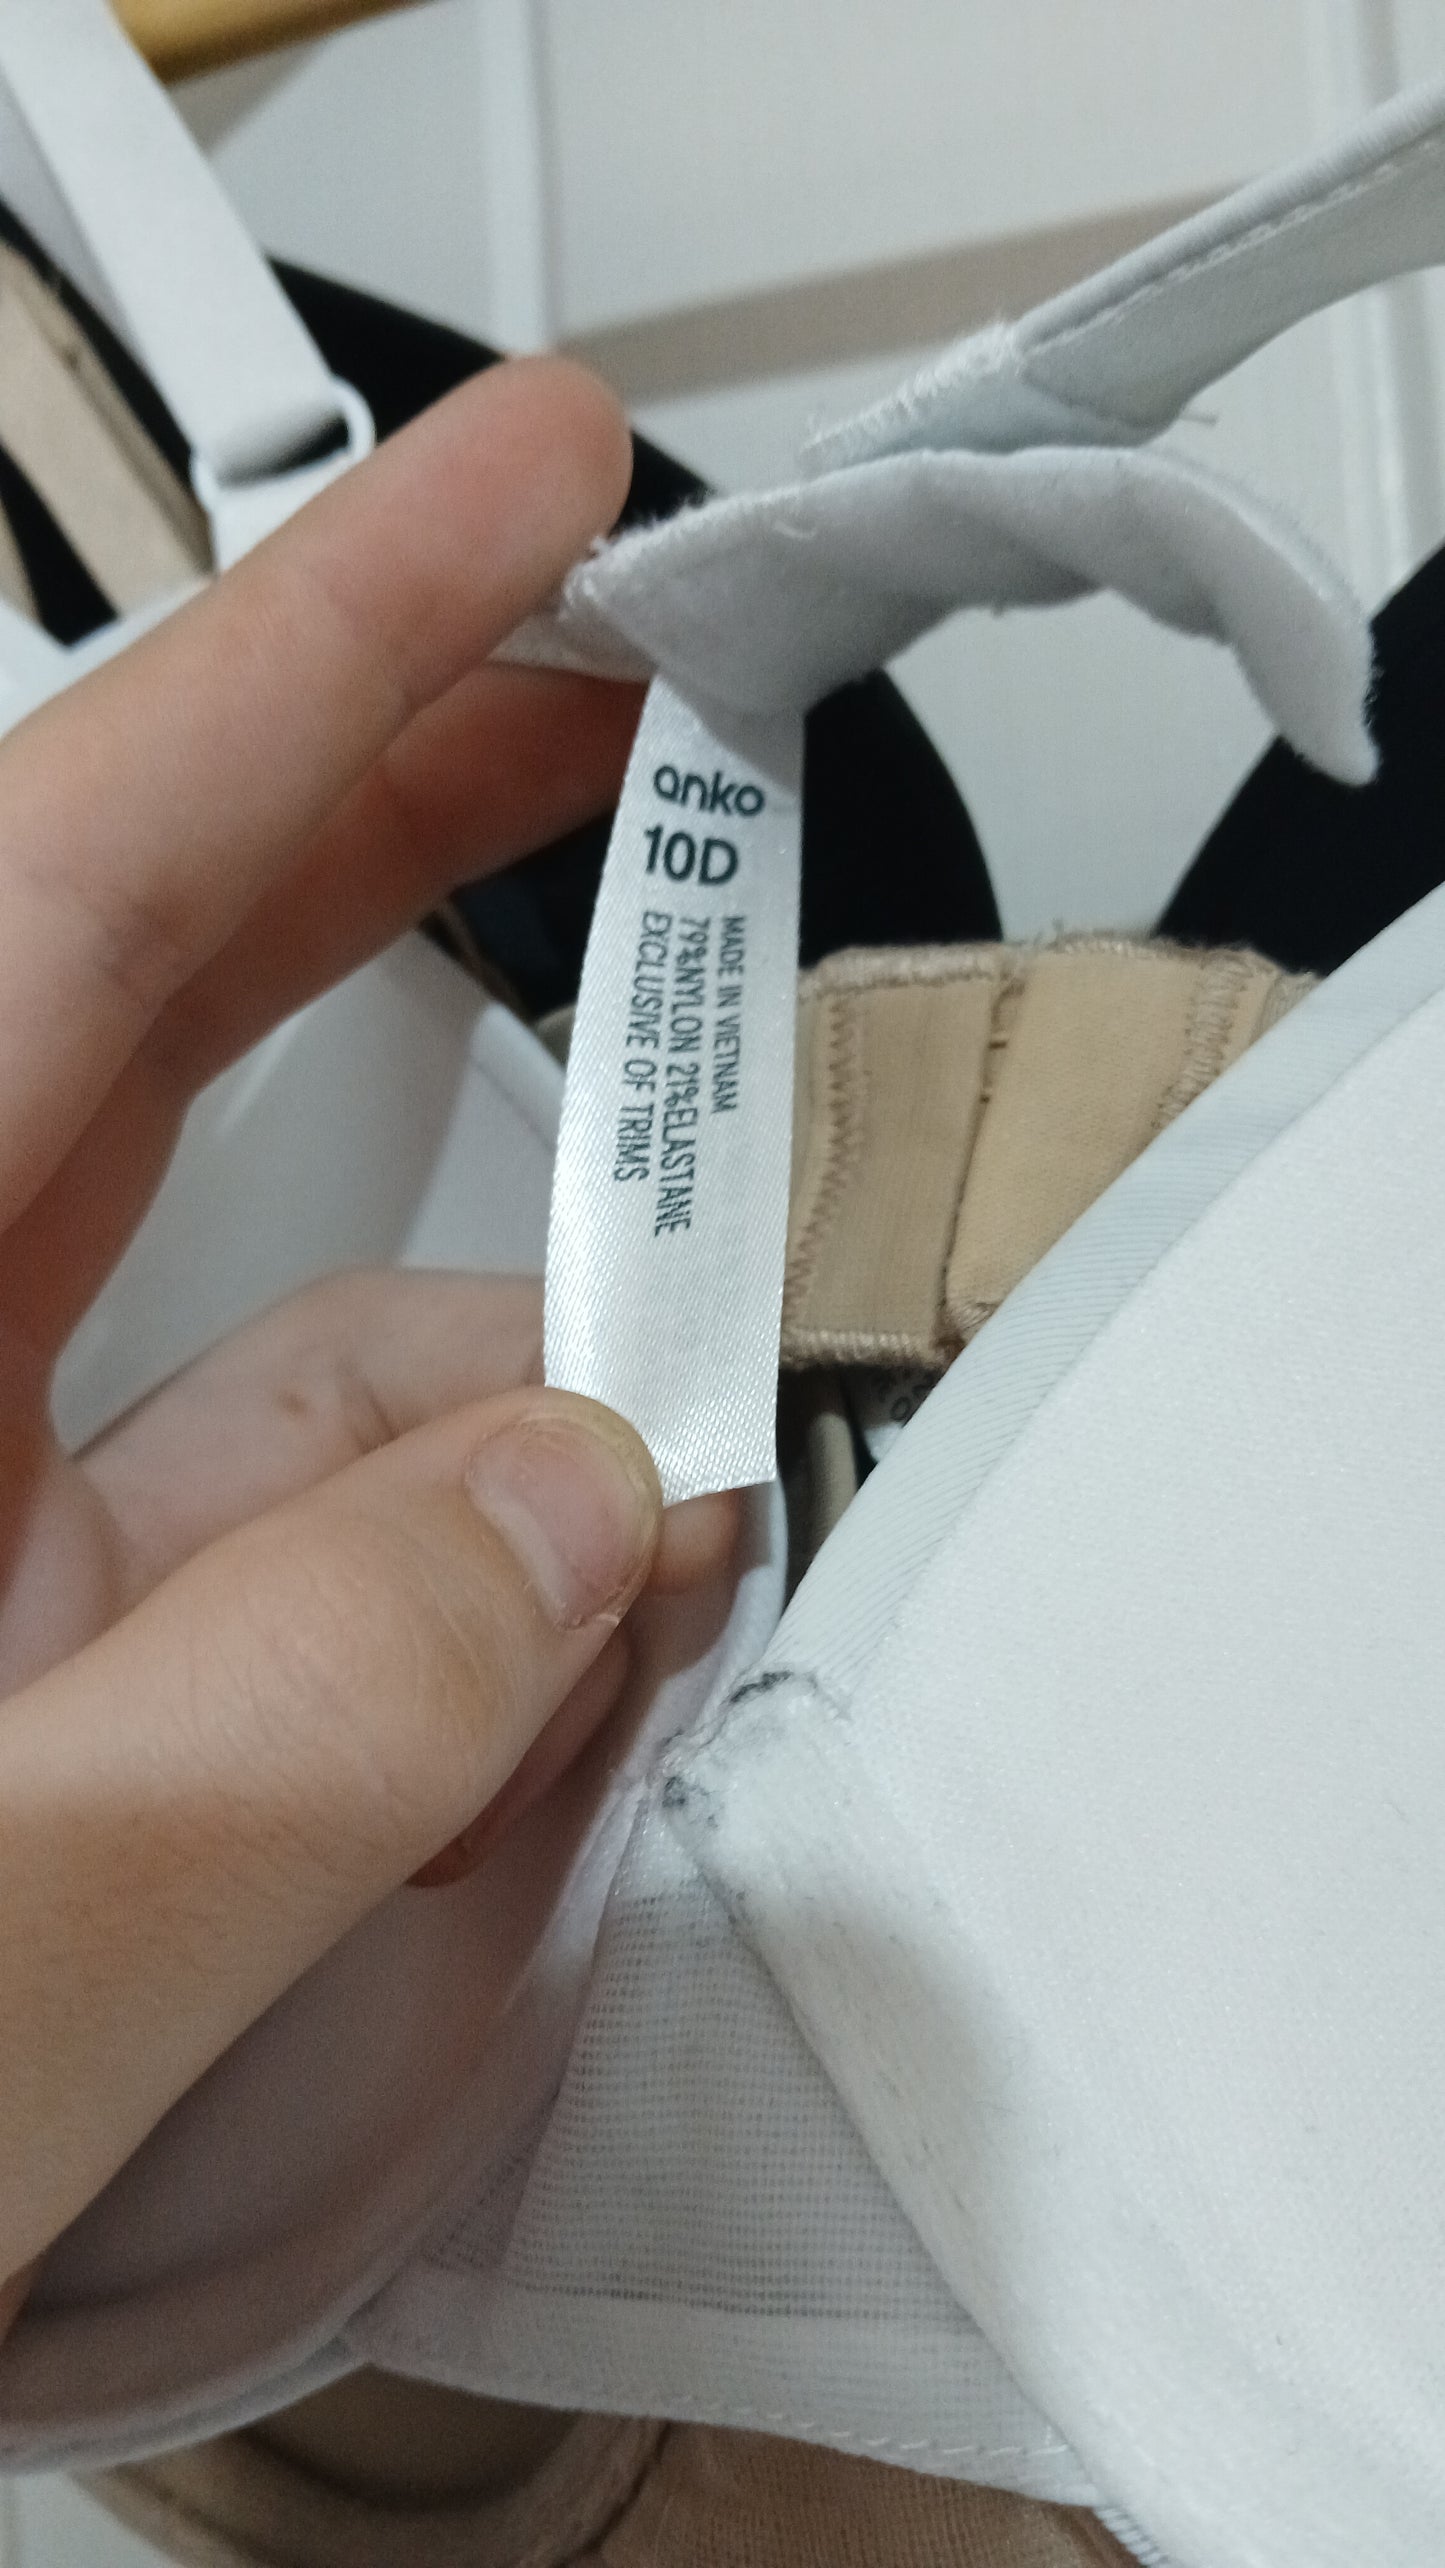 anko
10D
MADE IN VIETNAM
79%NYLON 21%ELASTANE
EXCLUSIVE OF TRIMS